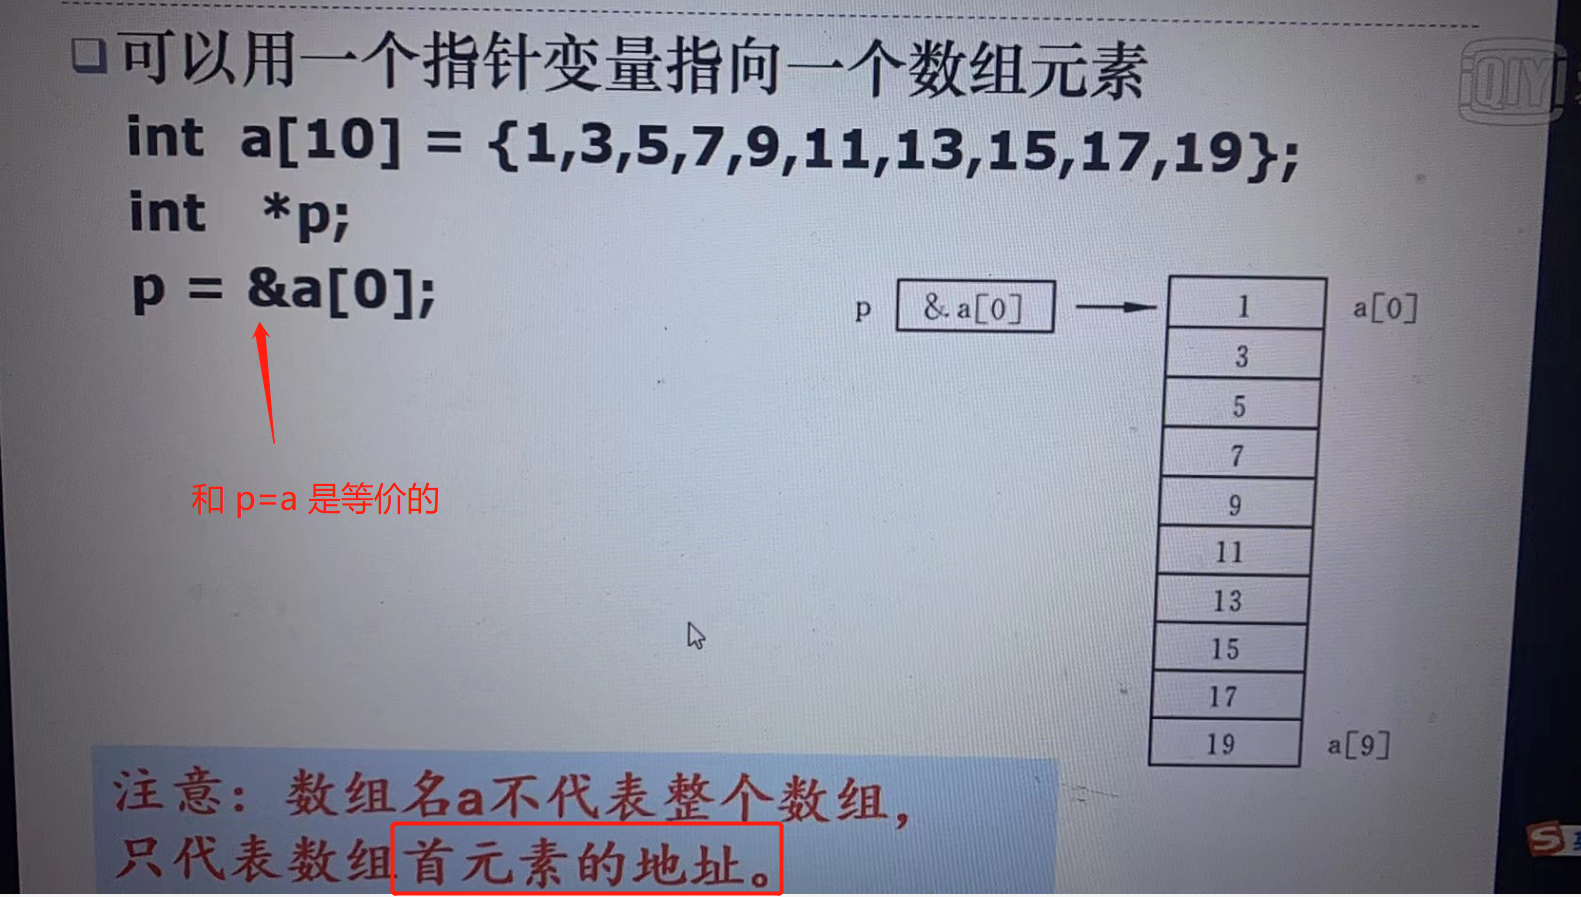 可以用一个指针变量指向一个数组元素
iQIY
int a[10] = {1,3,5,7,9,11,13,15,17,19};
int *p;
p = &a[0];
p &a[0] 1 a[0]
3
5
7
9
11
13
15
17
19 a[9]
和 p=a 是等价的
注意：数组名a不代表整个数组，
只代表数组首元素的地址。
S